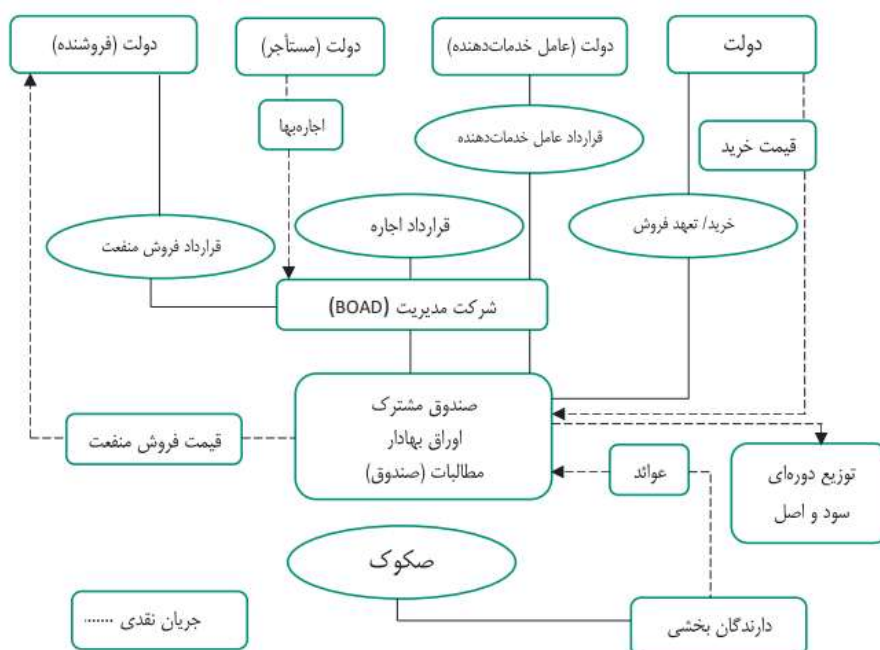 دولت
دولت (عامل خدمات‌دهنده)
دولت (مستأجر)
دولت (فروشنده)
اجاره‌بها
قیمت خرید
قرارداد عامل خدمات‌دهنده
خرید/ تعهد فروش
قرارداد اجاره
قرارداد فروش منفعت
شرکت مدیریت (BOAD)
صندوق مشترک
اوراق بهادار
مطالبات (صندوق)
قیمت فروش منفعت
عوائد
توزیع دوره‌ای
سود و اصل
صکوک
دارندگان بخشی
جریان نقدی ......